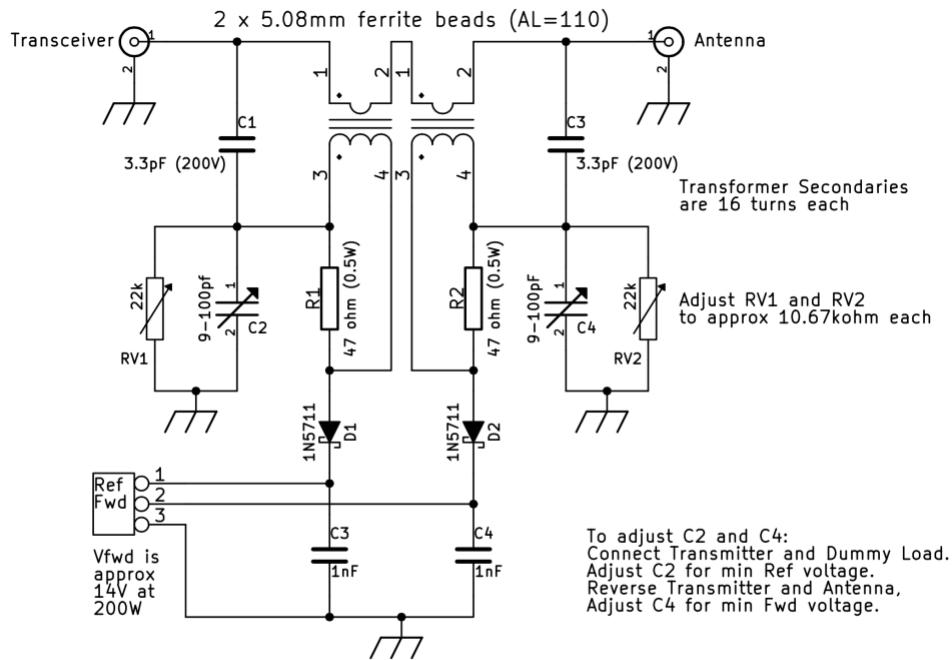 2 x 5.08mm ferrite beads (AL=110)
Transceiver
1
2
1
2
1
2
1
2
Antenna
C1
3.3pF (200V)
3
4
3
4
C3
3.3pF (200V)
Transformer Secondaries
are 16 turns each
22k
RV1
9-100pf
1
2
C2
R1
47 ohm (0.5W)
R2
47 ohm (0.5W)
9-100pF
1
2
C4
22k
RV2
Adjust RV1 and RV2
to approx 10.67kohm each
1N5711
D1
1N5711
D2
Ref
Fwd
1
2
3
Vfwd is
approx
14V at
200W
C3
1nF
C4
1nF
To adjust C2 and C4:
Connect Transmitter and Dummy Load.
Adjust C2 for min Ref voltage.
Reverse Transmitter and Antenna,
Adjust C4 for min Fwd voltage.